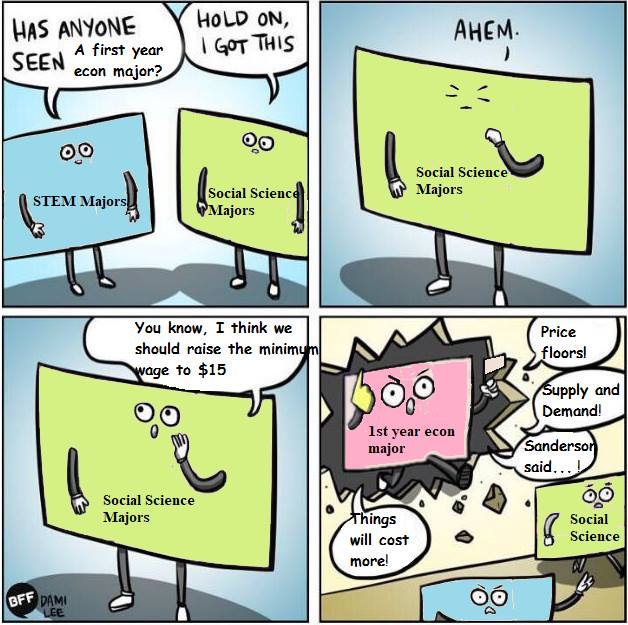 HAS ANYONE
SEEN A first year
econ major?
HOLD ON,
I GOT THIS
STEM Majors
Social Science
Majors
AHEM.
Social Science
Majors
You know, I think we
should raise the minimum
wage to $15
Social Science
Majors
BFF
DAMI
LEE
Price
floors!
Supply and
Demand!
Sanderson
said... !
1st year econ
major
Things
will cost
more!
Social
Science